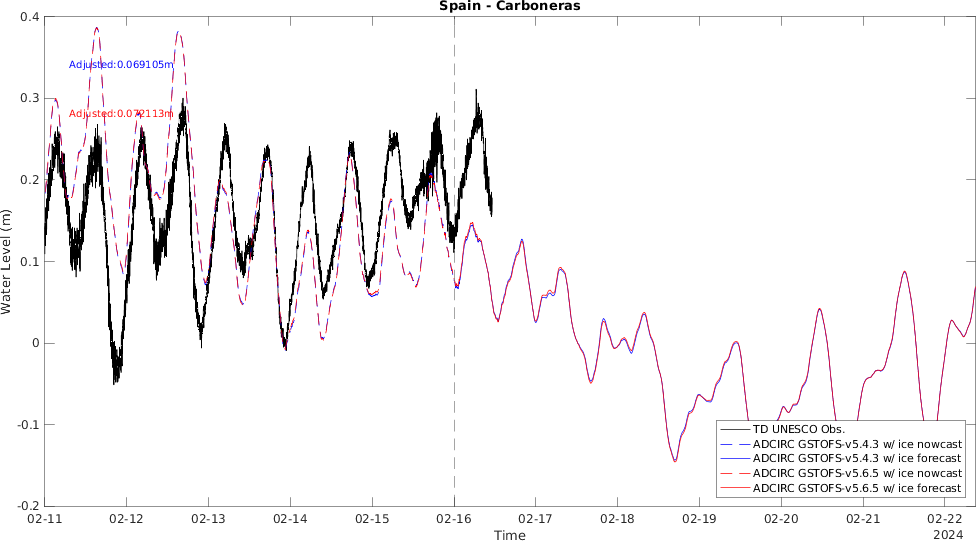 Spain - Carboneras
0.4
0.3
0.2
0.1
0
-0.1
-0.2
Water Level (m)
Adjusted:0.069105m
Adjusted:0.072113m
TD UNESCO Obs.
ADCIRC GSTOFS-v5.4.3 w/ ice nowcast
ADCIRC GSTOFS-v5.4.3 w/ ice forecast
ADCIRC GSTOFS-v5.6.5 w/ ice nowcast
ADCIRC GSTOFS-v5.6.5 w/ ice forecast
02-11 02-12 02-13 02-14 02-15 02-16 02-17 02-18 02-19 02-20 02-21 02-22
Time
2024